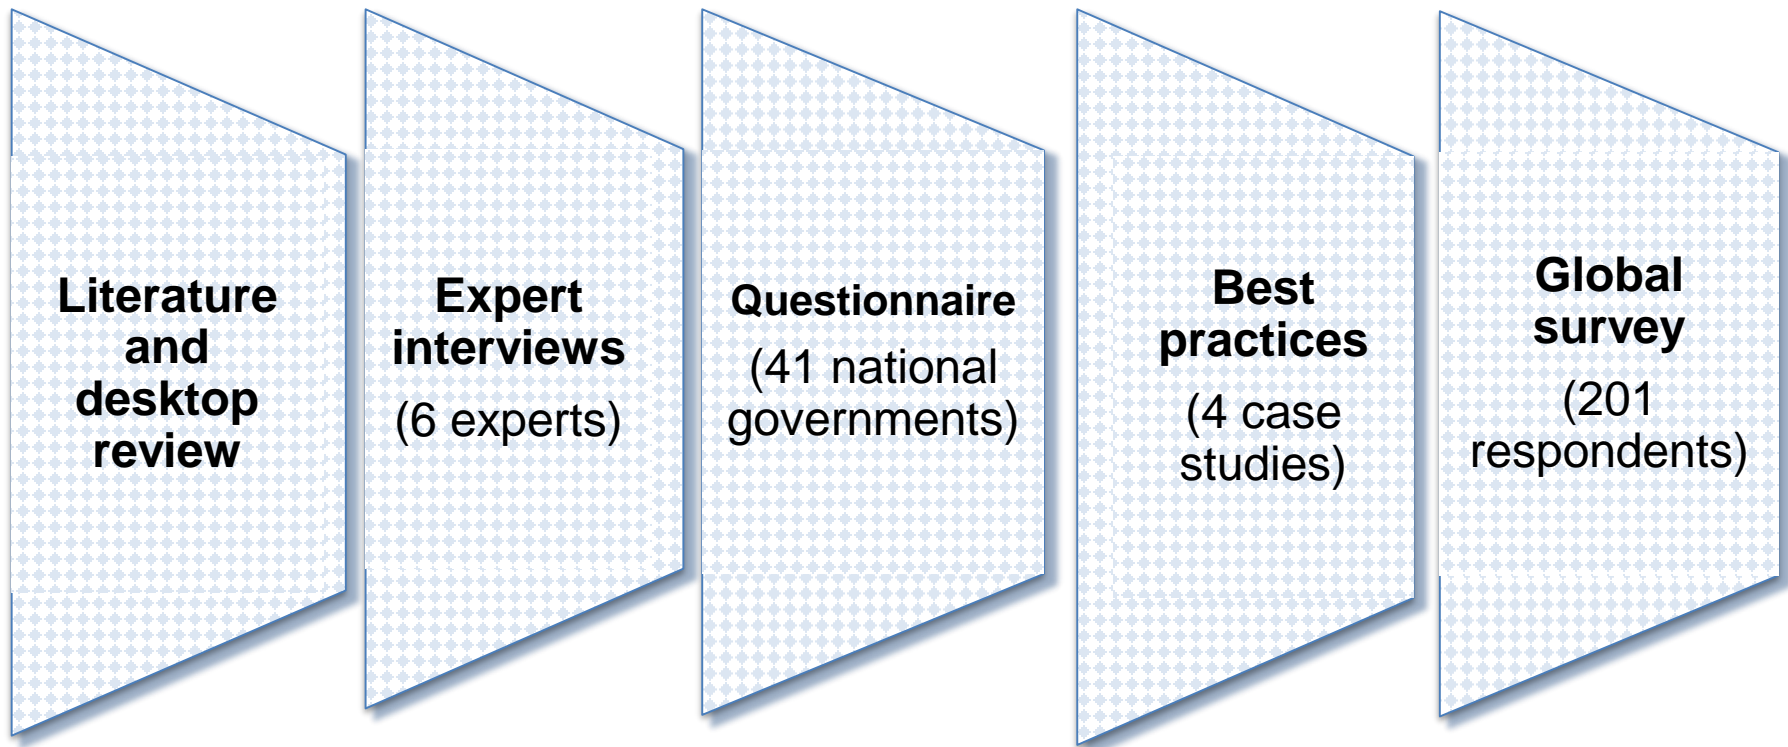 Literature
and
desktop
review
Expert
interviews
(6 experts)
Questionnaire
(41 national
governments)
Best
practices
(4 case
studies)
Global
survey
(201
respondents)